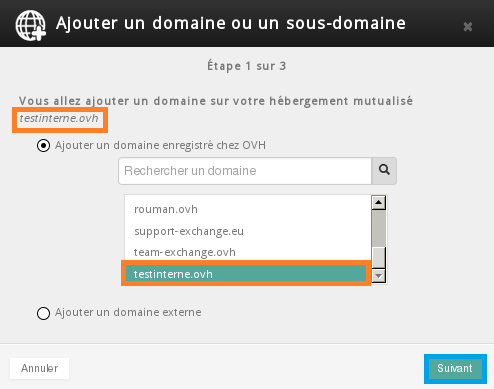 Ajouter un domaine ou un sous-domaine
Étape 1 sur 3
Vous allez ajouter un domaine sur votre hébergement mutualisé
testinterne.ovh
Ajouter un domaine enregistré chez OVH
Rechercher un domaine
rouman.ovh
support-exchange.eu
team-exchange.ovh
testinterne.ovh
Ajouter un domaine externe
Annuler
Suivant